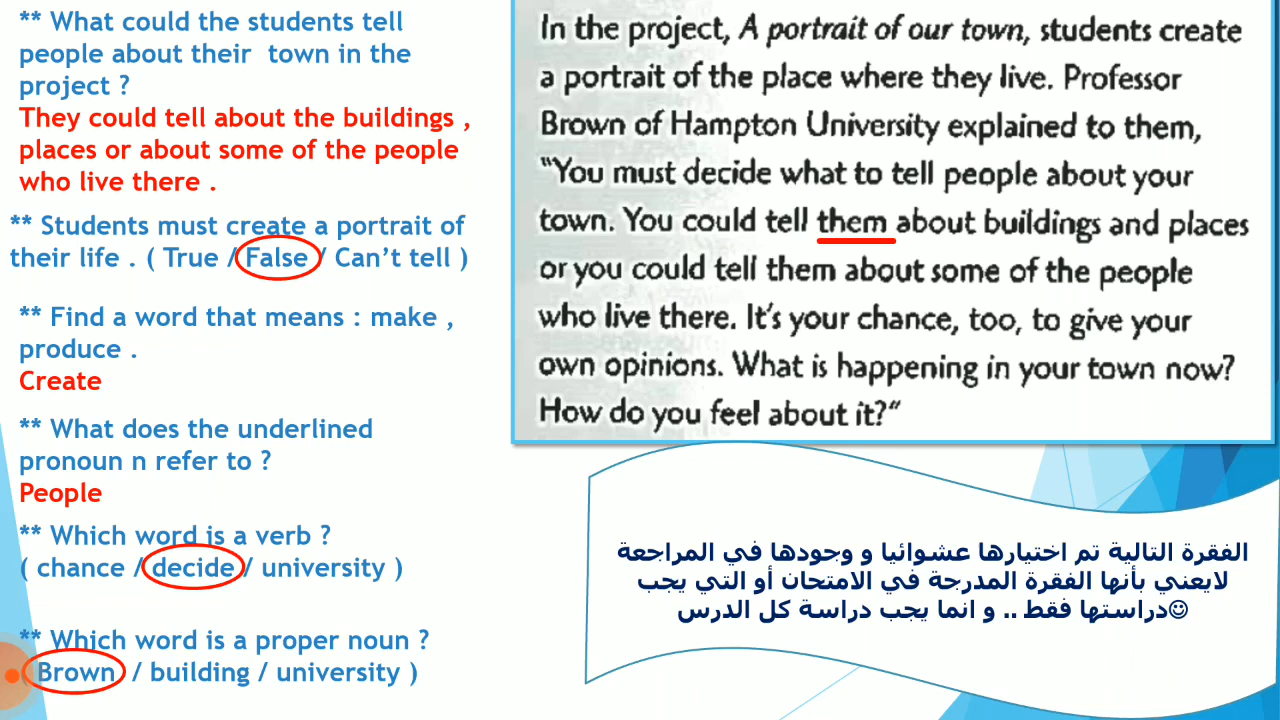 ** What could the students tell
people about their town in the
project ?
They could tell about the buildings ,
places or about some of the people
who live there .
** Students must create a portrait of
their life . ( True / False / Can't tell )
** Find a word that means : make ,
produce .
Create
** What does the underlined
pronoun n refer to ?
People
** Which word is a verb ?
( chance / decide / university )
** Which word is a proper noun ?
( Brown / building / university )
In the project, A portrait of our town, students create
a portrait of the place where they live. Professor
Brown of Hampton University explained to them,
"You must decide what to tell people about your
town. You could tell them about buildings and places
or you could tell them about some of the people
who live there. It's your chance, too, to give your
own opinions. What is happening in your town now?
How do you feel about it?"
الفقرة التالية تم اختيارها عشوائيا و وجودها في المراجعة
لايعني بأنها الفقرة المدرجة في الامتحان أو التي يجب
دراستها فقط .. و انما يجب دراسة كل الدرس☺